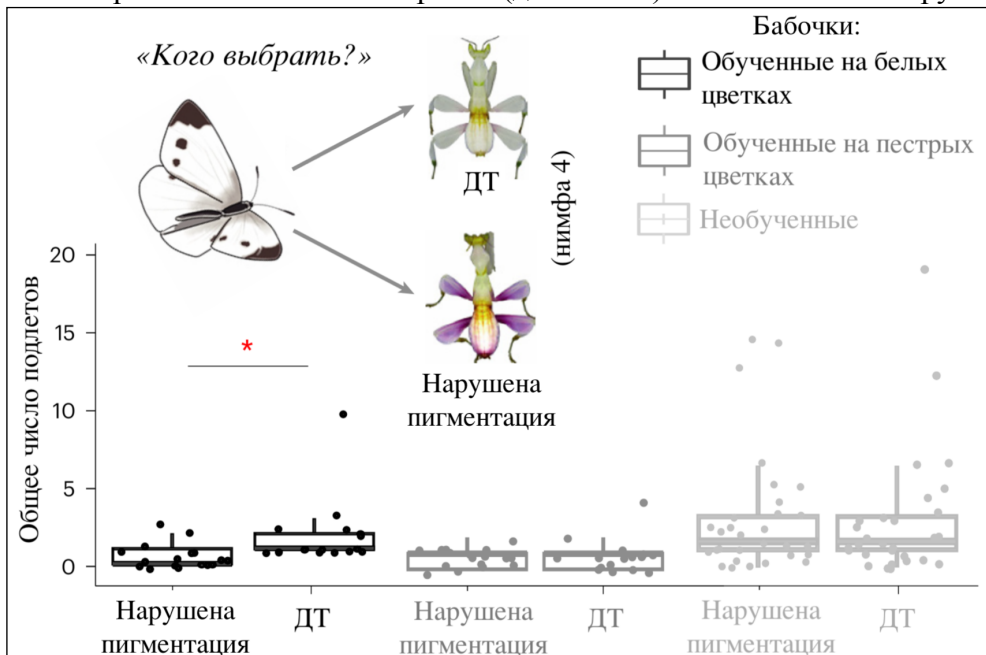 «Кого выбрать?»
ДТ
(нимфа 4)
Нарушена
пигментация
Бабочки:
Обученные на белых
цветках
Обученные на пестрых
цветках
Необученные
Общее число подлетов
20
15
10
5
0
*
Нарушена
пигментация
ДТ
Нарушена
пигментация
ДТ
Нарушена
пигментация
ДТ